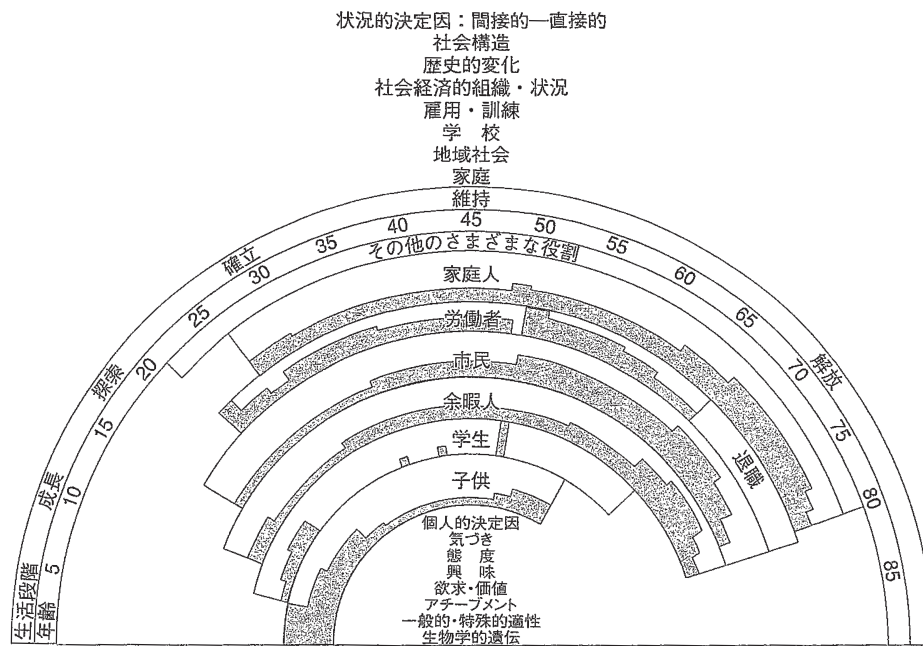 状況的決定因：間接的―直接的
社会構造
歴史的変化
社会経済的組織・状況
雇用・訓練
学　校
地域社会
家庭
維持
確立
探索
成長
生活段階
解放
年齢
5
10
15
20
25
30
35
40
45
50
55
60
65
70
75
80
85
その他のさまざまな役割
家庭人
労働者
市民
余暇人
学生
子供
退職
個人的決定因
気づき
態　度
興　味
欲求・価値
アチーブメント
一般的・特殊的適性
生物学的遺伝